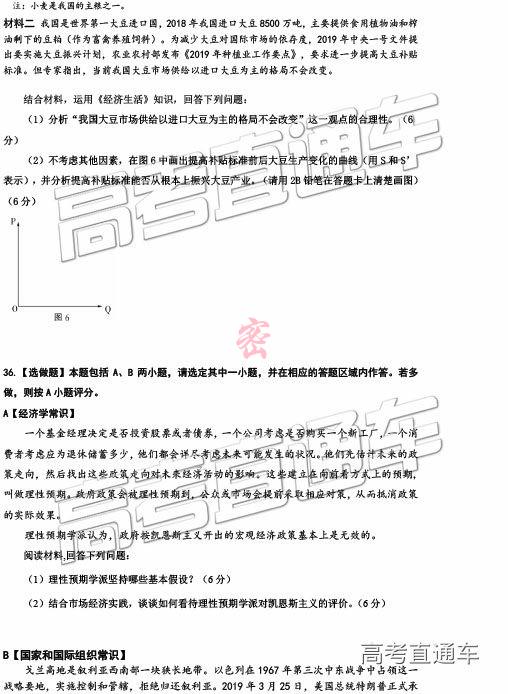 注：小麦是我国的主粮之一。
材料二 我国是世界第一大豆进口国，2018年我国进口大豆8500万吨，主要提供食用植物油和榨
油剩下的豆粕（作为富禽养殖饲料）。为减少大豆对国际市场的依存度，2019年中央一号文件提
出要实施大豆振兴计划，农业农村部发布《2019年种植业工作要点》，要求进一步提高大豆补贴
标准。但专家指出，当前我国大豆市场供给以进口大豆为主的格局不会改变。
结合材料，运用《经济生活》知识，回答下列问题：
（1）分析“我国大豆市场供给以进口大豆为主的格局不会改变”这一观点的合理性。（6
分）
（2）不考虑其他因素，在图6中画出提高补贴标准前后大豆生产变化的曲线（用S和S’
表示），并分析提高补贴标准能否从根本上振兴大豆产业。（请用2B铅笔在答题卡上清楚画图）
（6分）
P
O
Q
图6
密
36.【选做题】本题包括 A、B 两小题，请选定其中一小题，并在相应的答题区域内作答。若多
做，则按A小题评分。
A【经济学常识】
一个基金经理决定是否投资股票或者债券，一个公司考虑是否购买一个新工厂，一个消
费者考虑应为退休储蓄多少，他们都会详尽考虑未来可能发生的状况。他们先估计未来的政
策走向，然后找出这些政策走向对未来经济活动的影响。这些建立在向前看方式上的预期，
叫做理性预期。政府政策会被理性预期到，公众或市场会提前采取相应对策，从而抵消政策
的实际效果。
理性预期学派认为，政府按凯恩斯主义开出的宏观经济政策基本上是无效的。
阅读材料,回答下列问题：
（1）理性预期学派坚持哪些基本假设？（6分）
（2）结合市场经济实践，谈谈如何看待理性预期学派对凯恩斯主义的评价。（6分）
B【国家和国际组织常识】
戈兰高地是叙利亚西南部一块狭长地带。以色列在1967年第三次中东战争中占领这一
战略要地，实施控制和管辖，拒绝归还叙利亚。2019年3月25日，美国总统特朗普正式承
高考直通车
高考直通车
高考直通车